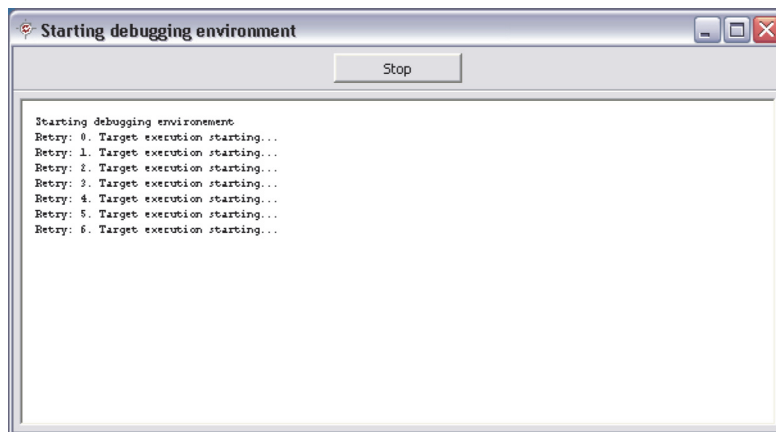 Starting debugging environment
Stop
Starting debugging environement
Retry: 0. Target execution starting...
Retry: 1. Target execution starting...
Retry: 2. Target execution starting...
Retry: 3. Target execution starting...
Retry: 4. Target execution starting...
Retry: 5. Target execution starting...
Retry: 6. Target execution starting...